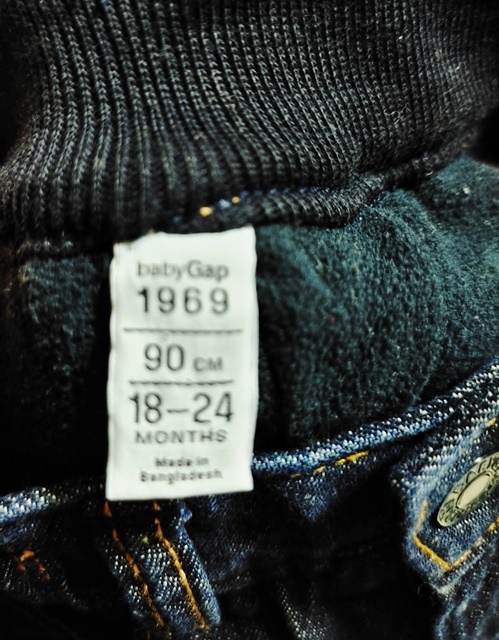 babyGap
1969
90 CM
18-24
MONTHS
Made in
Bangladesh